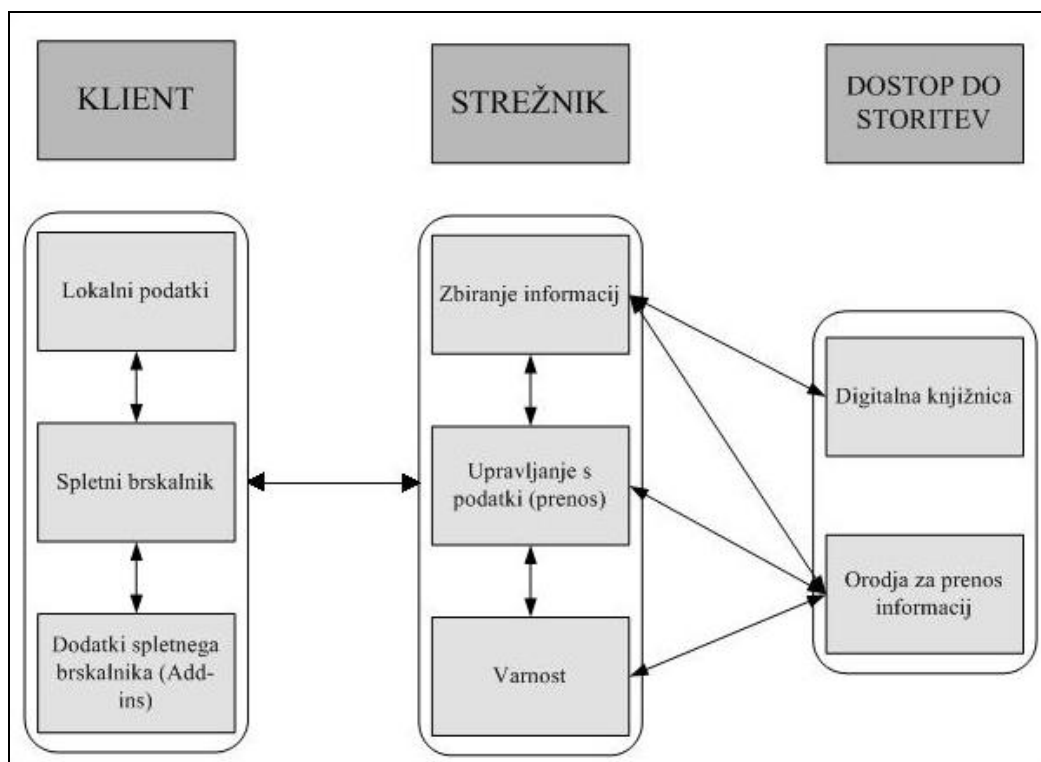 KLIENT
STREŽNIK
DOSTOP DO
STORITEV
Lokalni podatki
Spletni brskalnik
Dodatki spletnega
brskalnika (Add-
ins)
Zbiranje informacij
Upravljanje s
podatki (prenos)
Varnost
Digitalna knjižnica
Orodja za prenos
informacij